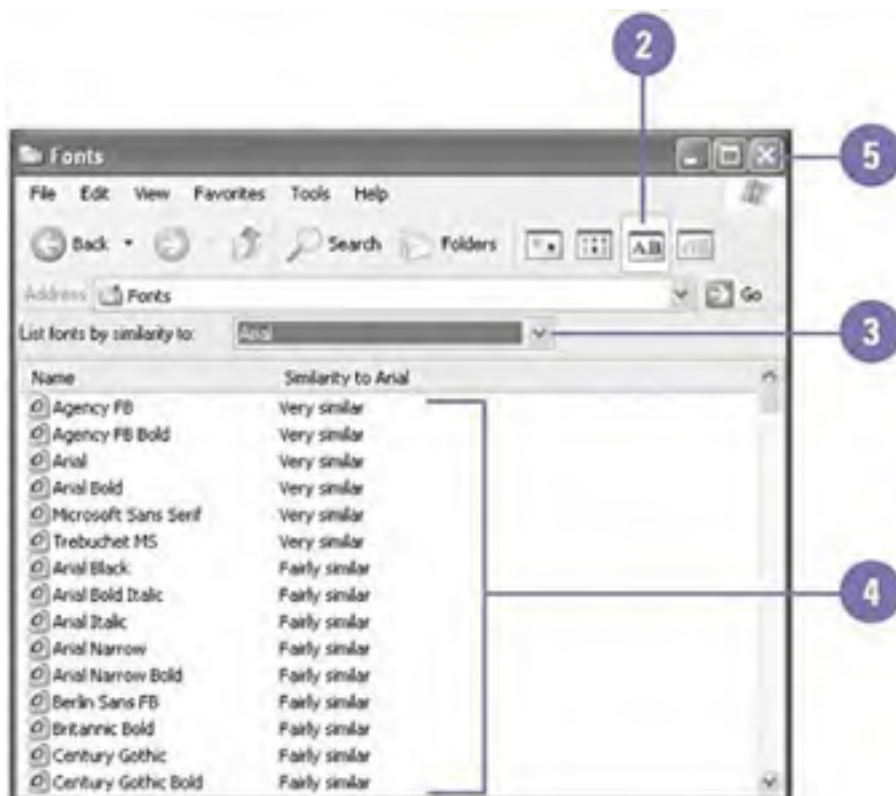 2
Fonts
5
File Edit View Favorites Tools Help
Back Search Folders AB
Address Fonts Go
List fonts by similarity to: Arial
3
Name Similarity to Arial
Agency FB Very similar
Agency FB Bold Very similar
Arial Very similar
Arial Bold Very similar
Microsoft Sans Serif Very similar
Trebuchet MS Very similar
Arial Black Fairly similar
Arial Bold Italic Fairly similar
4
Arial Italic Fairly similar
Arial Narrow Fairly similar
Arial Narrow Bold Fairly similar
Berlin Sans FB Fairly similar
Britannic Bold Fairly similar
Century Gothic Fairly similar
Century Gothic Bold Fairly similar